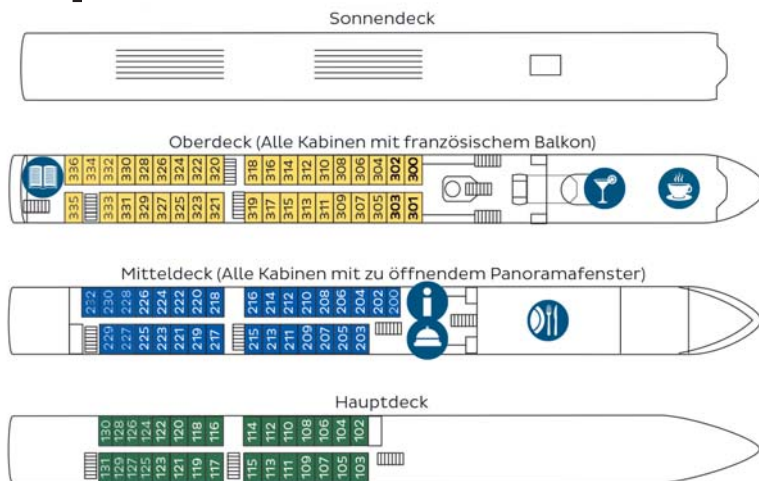 Sonnendeck
Oberdeck (Alle Kabinen mit französischem Balkon)
336 334 332 330 328 326 324 322 320 318 316 314 312 310 308 306 304 302 300
335 333 331 329 327 325 323 321 319 317 315 313 311 309 307 305 303 301
Mitteldeck (Alle Kabinen mit zu öffnendem Panoramafenster)
232 230 228 226 224 222 220 218 216 214 212 210 208 206 204 202 200
229 227 225 223 221 219 217 215 213 211 209 207 205 203
Hauptdeck
130 128 126 124 122 120 118 116 114 112 110 108 106 104 102
131 129 127 125 123 121 119 117 115 113 111 109 107 105 103